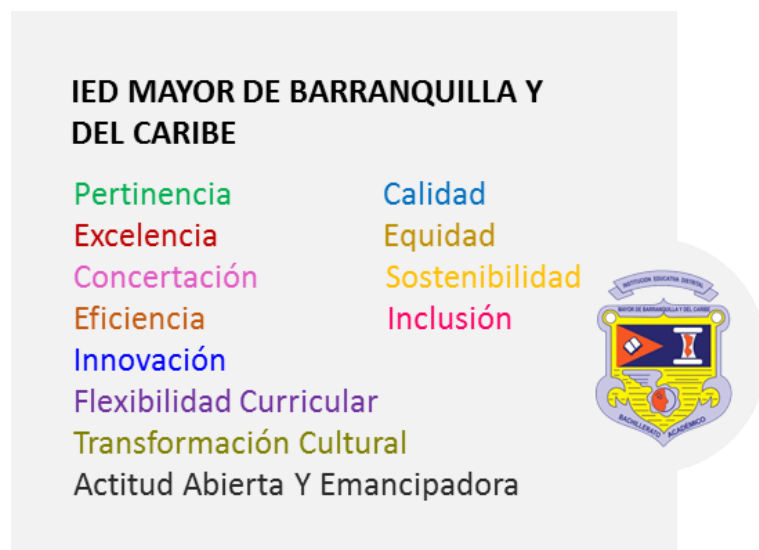 IED MAYOR DE BARRANQUILLA Y
DEL CARIBE
Pertinencia
Excelencia
Concertación
Eficiencia
Innovación
Flexibilidad Curricular
Transformación Cultural
Actitud Abierta Y Emancipadora
Calidad
Equidad
Sostenibilidad
Inclusión
INSTITUCION EDUCATIVA DISTRITAL
MAYOR DE BARRANQUILLA Y DEL CARIBE
BACHILLERATO ACADÉMICO